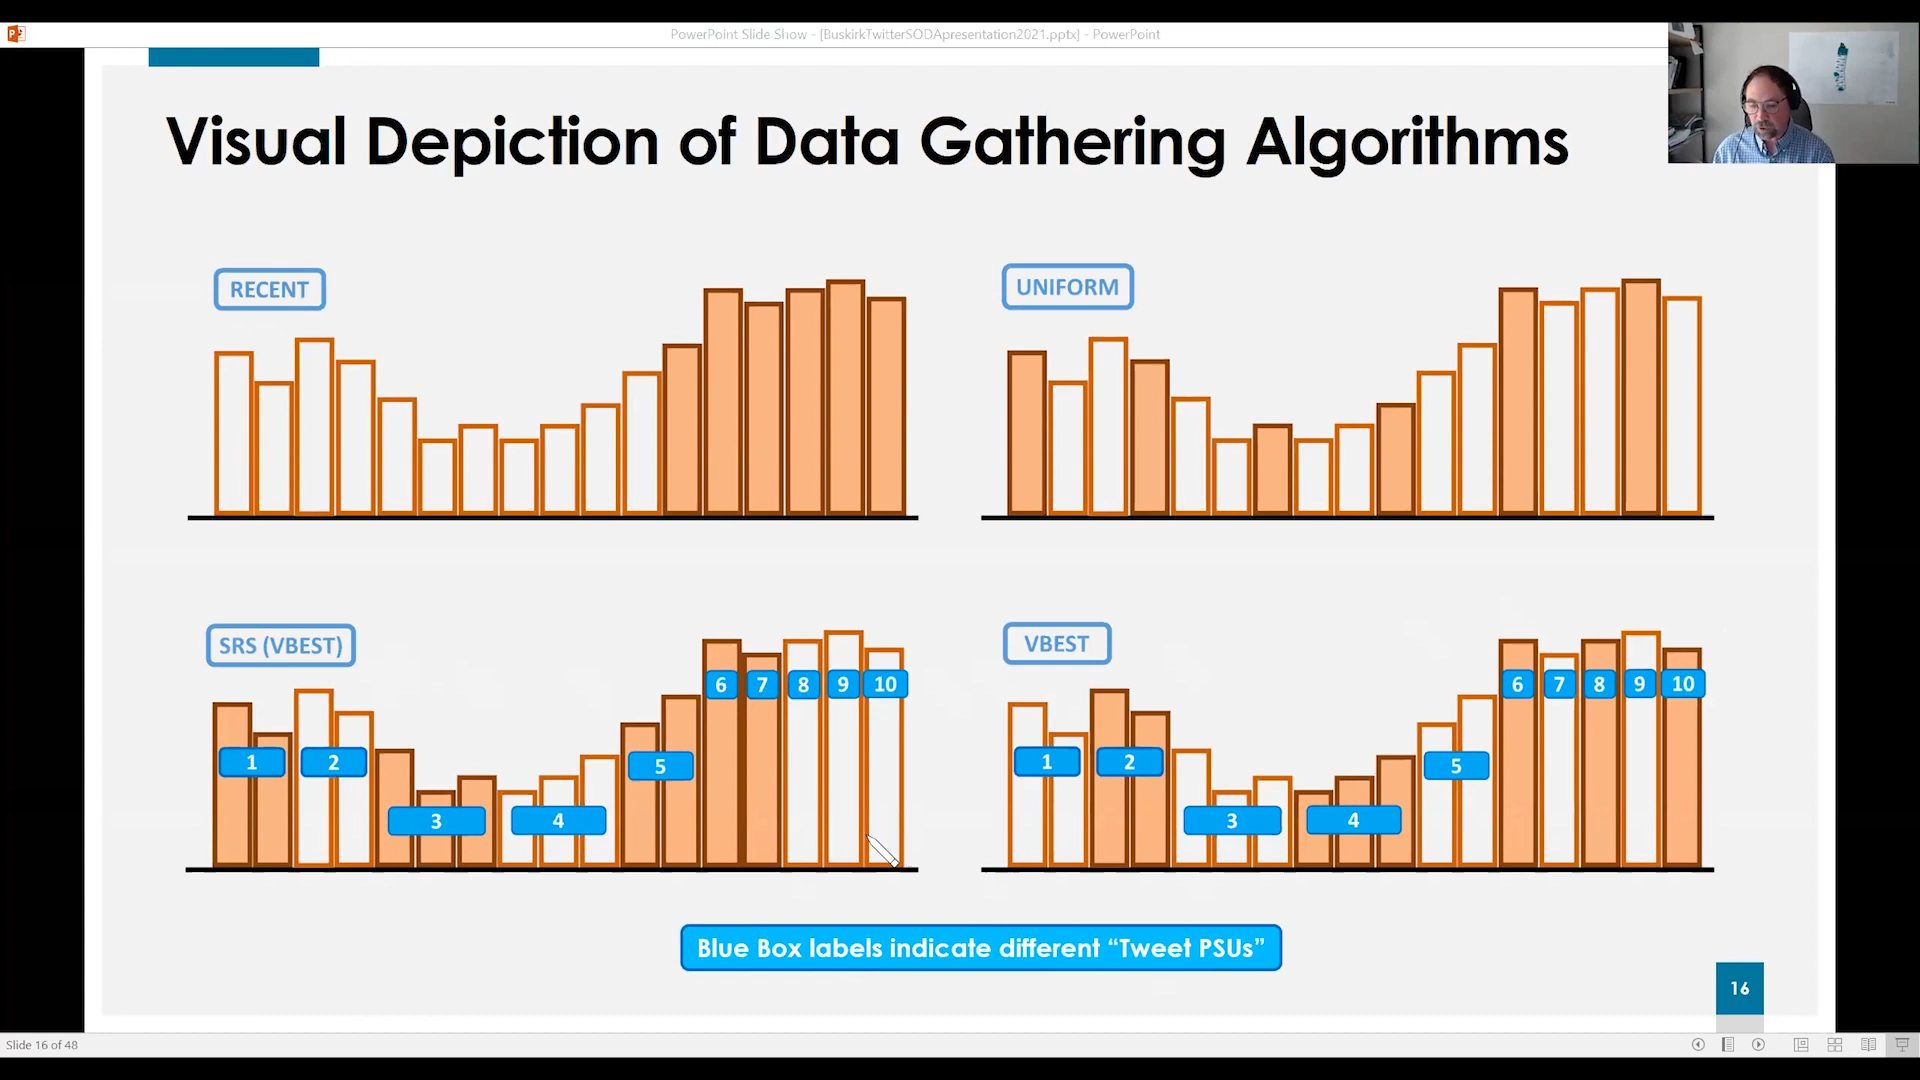 PowerPoint Slide Show - [BuskirkTwitterSODApresentation2021.pptx] - PowerPoint
Visual Depiction of Data Gathering Algorithms
RECENT
UNIFORM
SRS (VBEST)
1
2
3
4
5
6
7
8
9
10
VBEST
1
2
3
4
5
6
7
8
9
10
Blue Box labels indicate different “Tweet PSUs”
16
Slide 16 of 48